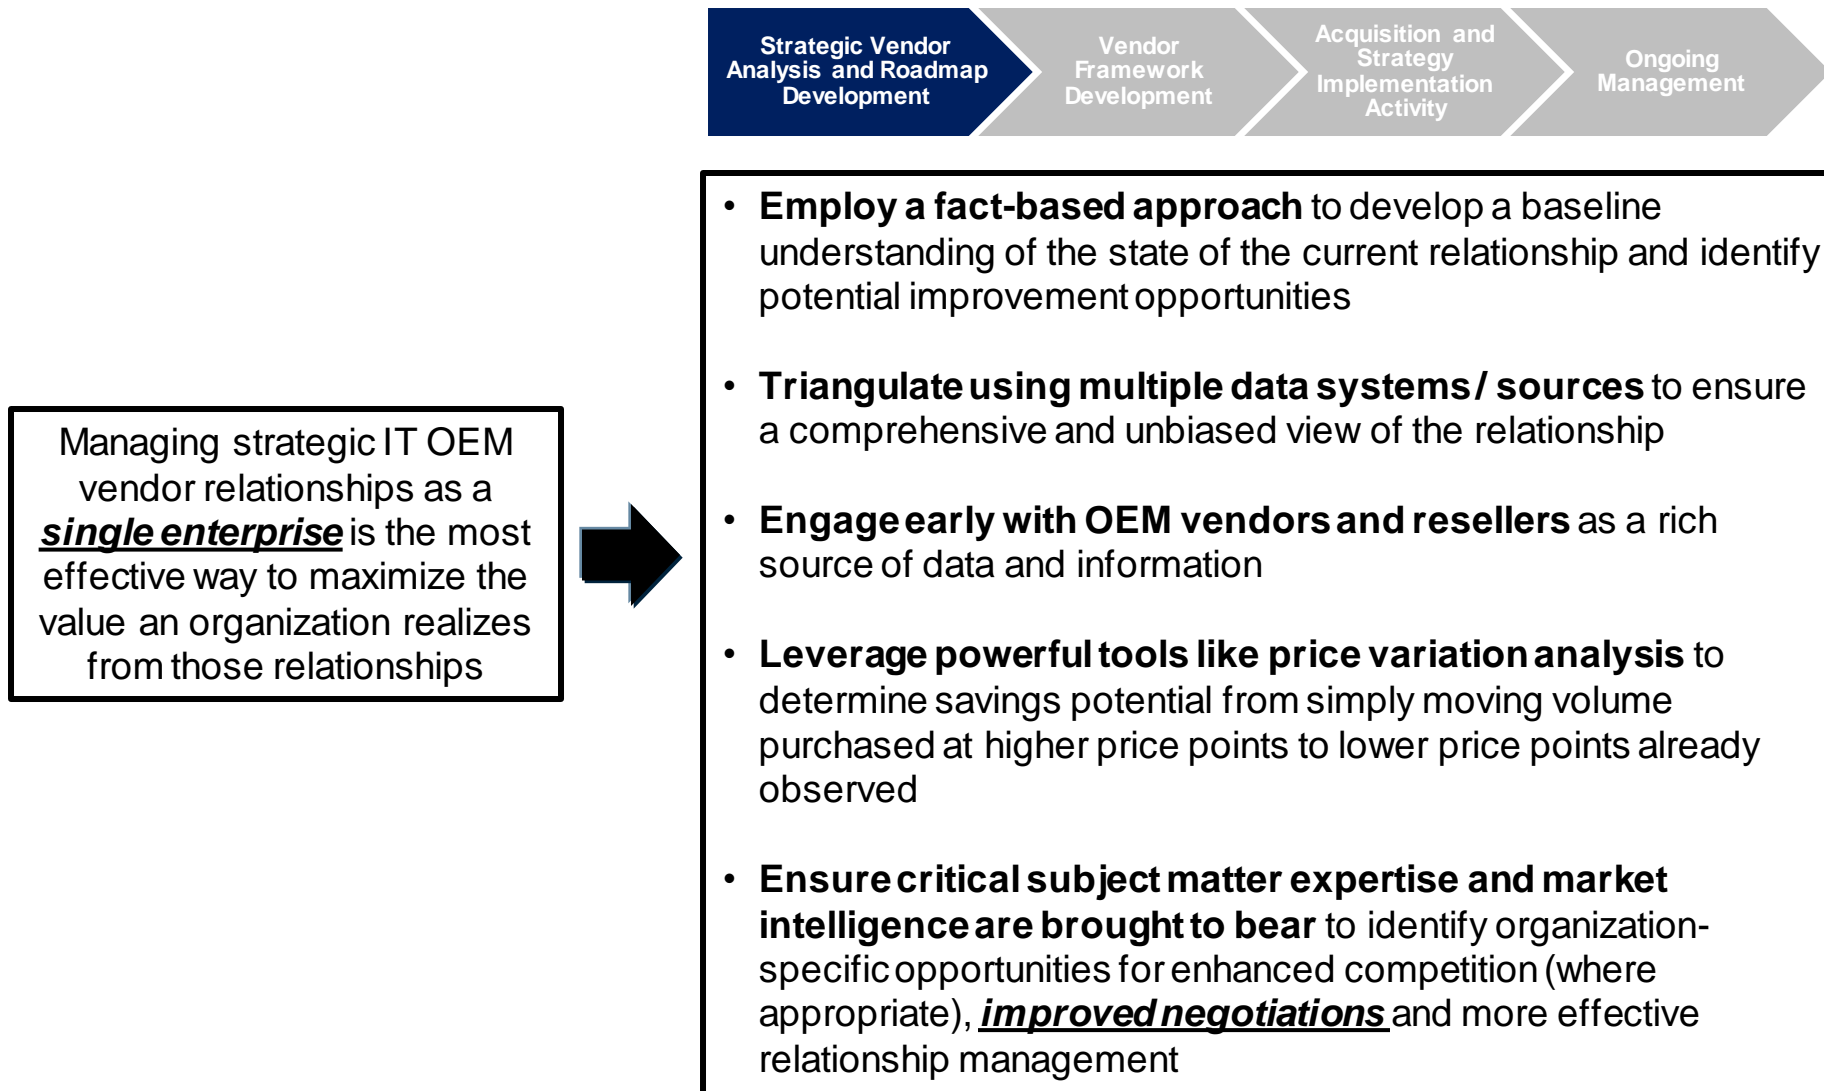 Strategic Vendor
Analysis and Roadmap
Development
Vendor
Framework
Development
Acquisition and
Strategy
Implementation
Activity
Ongoing
Management
Managing strategic IT OEM
vendor relationships as a
single enterprise is the most
effective way to maximize the
value an organization realizes
from those relationships
• Employ a fact-based approach to develop a baseline
understanding of the state of the current relationship and identify
potential improvement opportunities
• Triangulate using multiple data systems / sources to ensure
a comprehensive and unbiased view of the relationship
• Engage early with OEM vendors and resellers as a rich
source of data and information
• Leverage powerful tools like price variation analysis to
determine savings potential from simply moving volume
purchased at higher price points to lower price points already
observed
• Ensure critical subject matter expertise and market
intelligence are brought to bear to identify organization-
specific opportunities for enhanced competition (where
appropriate), improved negotiations and more effective
relationship management